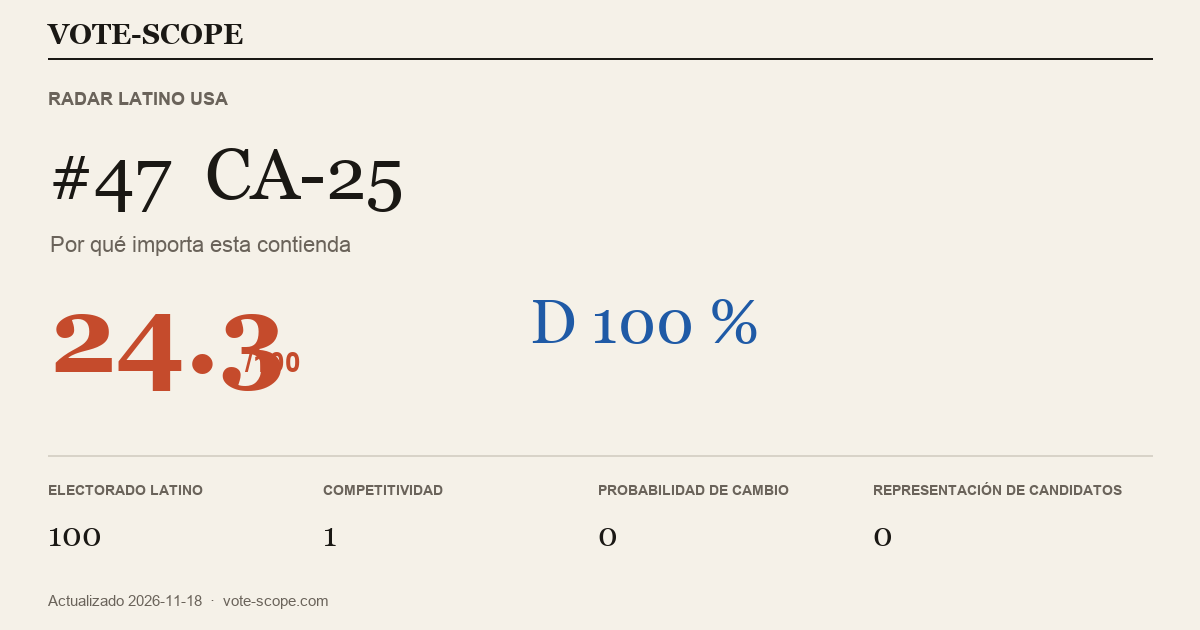 VOTE-SCOPE
RADAR LATINO USA
#47 CA-25
Por qué importa esta contienda
24.3 /100
D 100 %
ELECTORADO LATINO
100
COMPETITIVIDAD
1
PROBABILIDAD DE CAMBIO
0
REPRESENTACIÓN DE CANDIDATOS
0
Actualizado 2026-11-18 · vote-scope.com